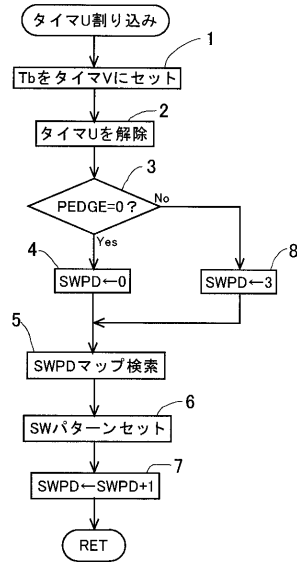 タイマU割り込み
1
TbをタイマVにセット
2
タイマUを解除
3
PEDGE=0？
No
Yes
4
SWPD←0
8
SWPD←3
5
SWPDマップ検索
6
SWパターンセット
7
SWPD←SWPD+1
RET